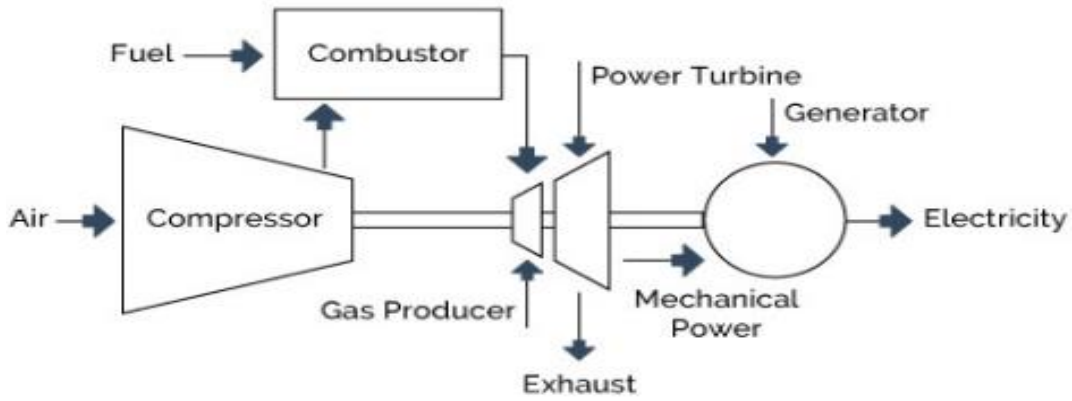 Fuel
Combustor
Power Turbine
Generator
Air
Compressor
Electricity
Gas Producer
Mechanical
Power
Exhaust